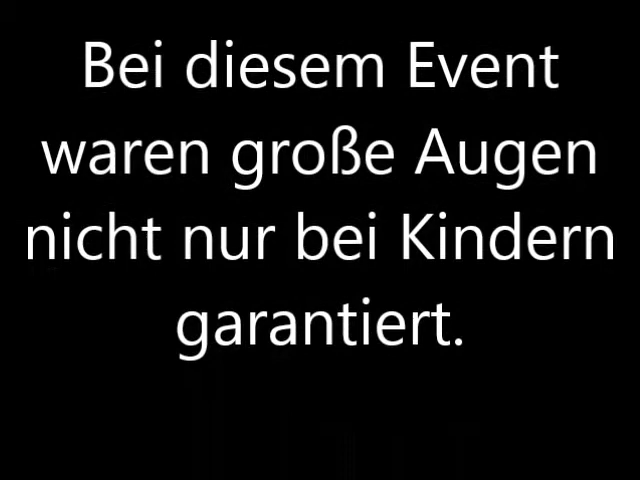 Bei diesem Event
waren große Augen
nicht nur bei Kindern
garantiert.